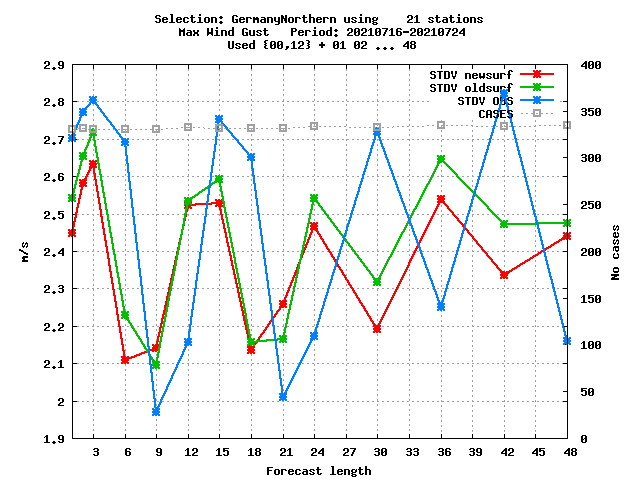 Selection: GermanyNorthern using    21 stations
Max Wind Gust   Period: 20210716-20210724
Used {00,12} + 01 02 ... 48
STDV newsurf
STDV oldsurf
STDV OBS
CASES
2.9
2.8
2.7
2.6
2.5
2.4
2.3
2.2
2.1
2
1.9
m/s
400
350
300
250
200
150
100
50
0
No cases
3 6 9 12 15 18 21 24 27 30 33 36 39 42 45 48
Forecast length